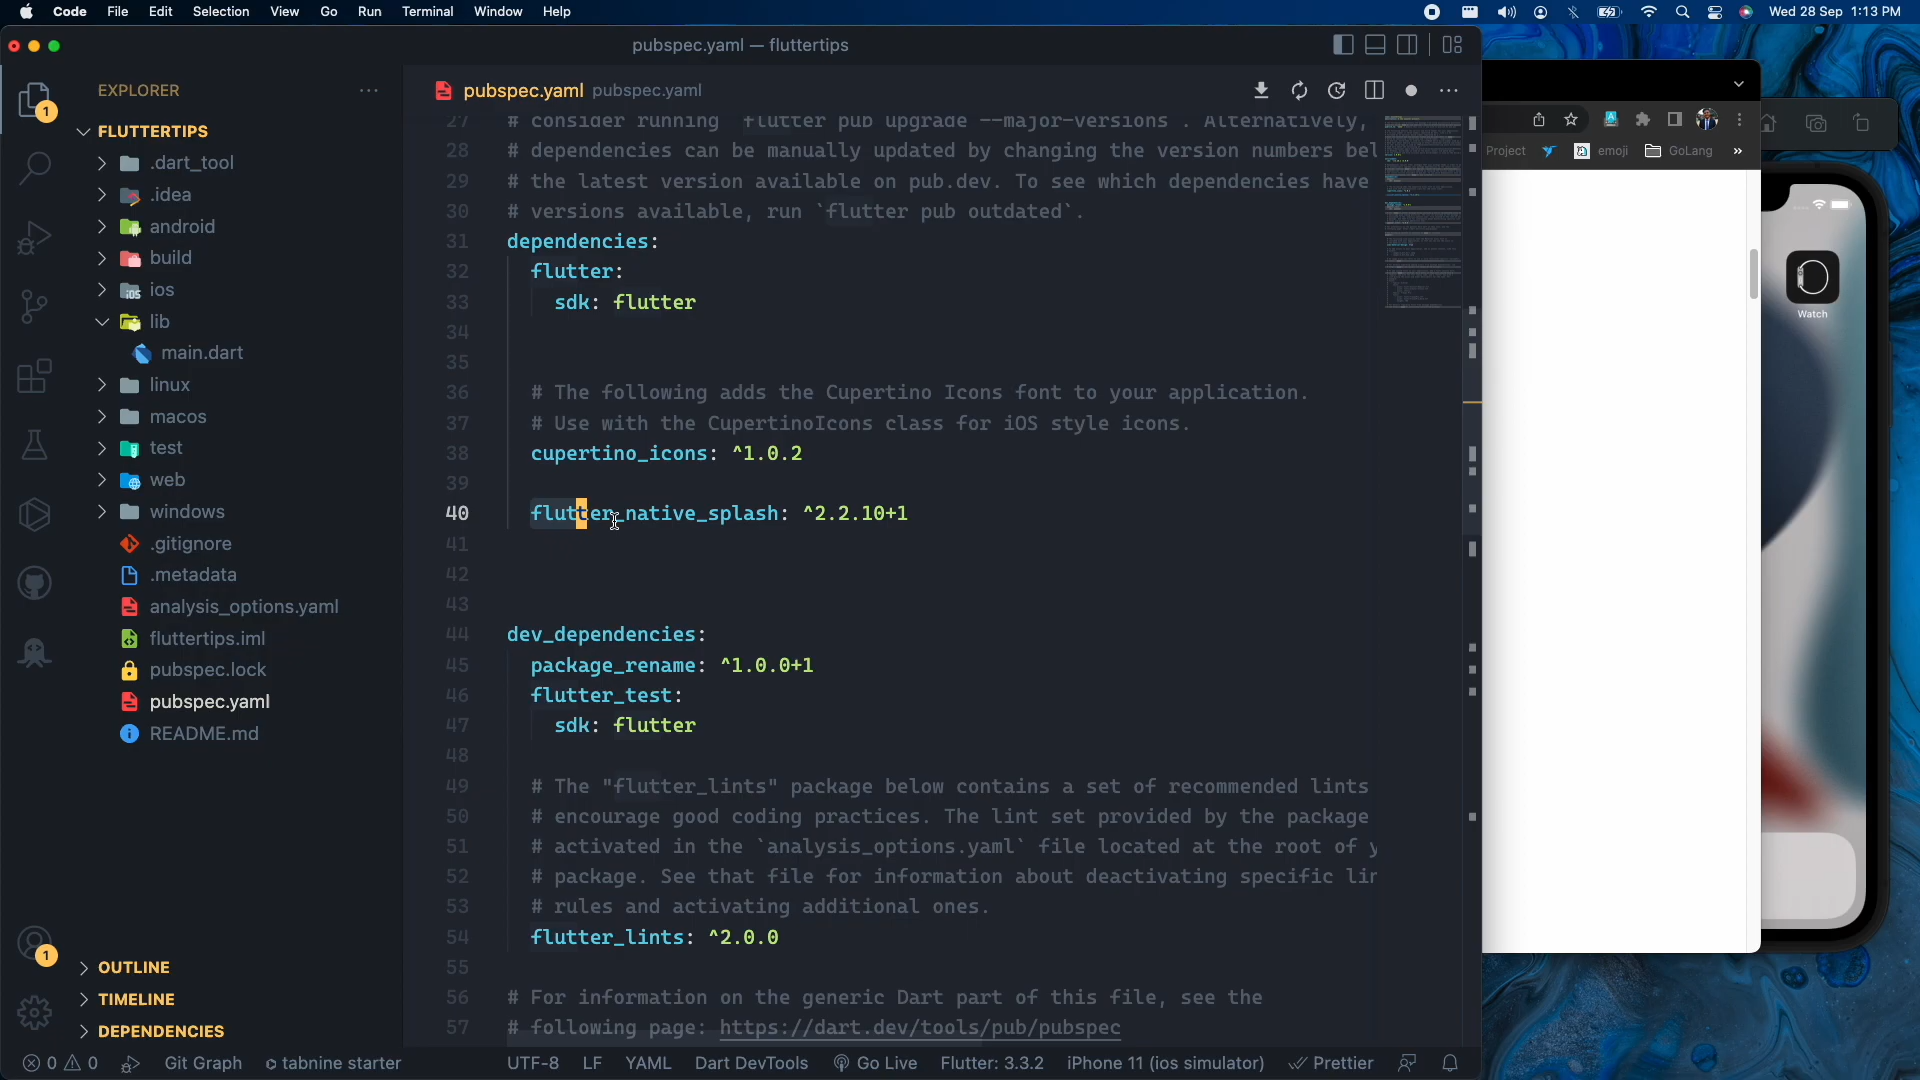 Code File Edit Selection View Go Run Terminal Window Help
Wed 28 Sep 1:13 PM
pubspec.yaml — fluttertips
EXPLORER
1
FLUTTERTIPS
.dart_tool
.idea
android
build
ios
lib
main.dart
linux
macos
test
web
windows
.gitignore
.metadata
analysis_options.yaml
fluttertips.iml
pubspec.lock
pubspec.yaml
README.md
1
OUTLINE
TIMELINE
DEPENDENCIES
pubspec.yaml pubspec.yaml
27 # consider running `flutter pub upgrade --major-versions`. Alternatively,
28 # dependencies can be manually updated by changing the version numbers bel
29 # the latest version available on pub.dev. To see which dependencies have
30 # versions available, run `flutter pub outdated`.
31 dependencies:
32 flutter:
33 sdk: flutter
34
35
36 # The following adds the Cupertino Icons font to your application.
37 # Use with the CupertinoIcons class for iOS style icons.
38 cupertino_icons: ^1.0.2
39
40 flutter_native_splash: ^2.2.10+1
41
42
43
44 dev_dependencies:
45 package_rename: ^1.0.0+1
46 flutter_test:
47 sdk: flutter
48
49 # The "flutter_lints" package below contains a set of recommended lints
50 # encourage good coding practices. The lint set provided by the package
51 # activated in the `analysis_options.yaml` file located at the root of y
52 # package. See that file for information about deactivating specific lin
53 # rules and activating additional ones.
54 flutter_lints: ^2.0.0
55
56 # For information on the generic Dart part of this file, see the
57 # following page: https://dart.dev/tools/pub/pubspec
0 0 Git Graph tabnine starter UTF-8 LF YAML Dart DevTools Go Live Flutter: 3.3.2 iPhone 11 (ios simulator) Prettier
Project emoji GoLang »
Watch